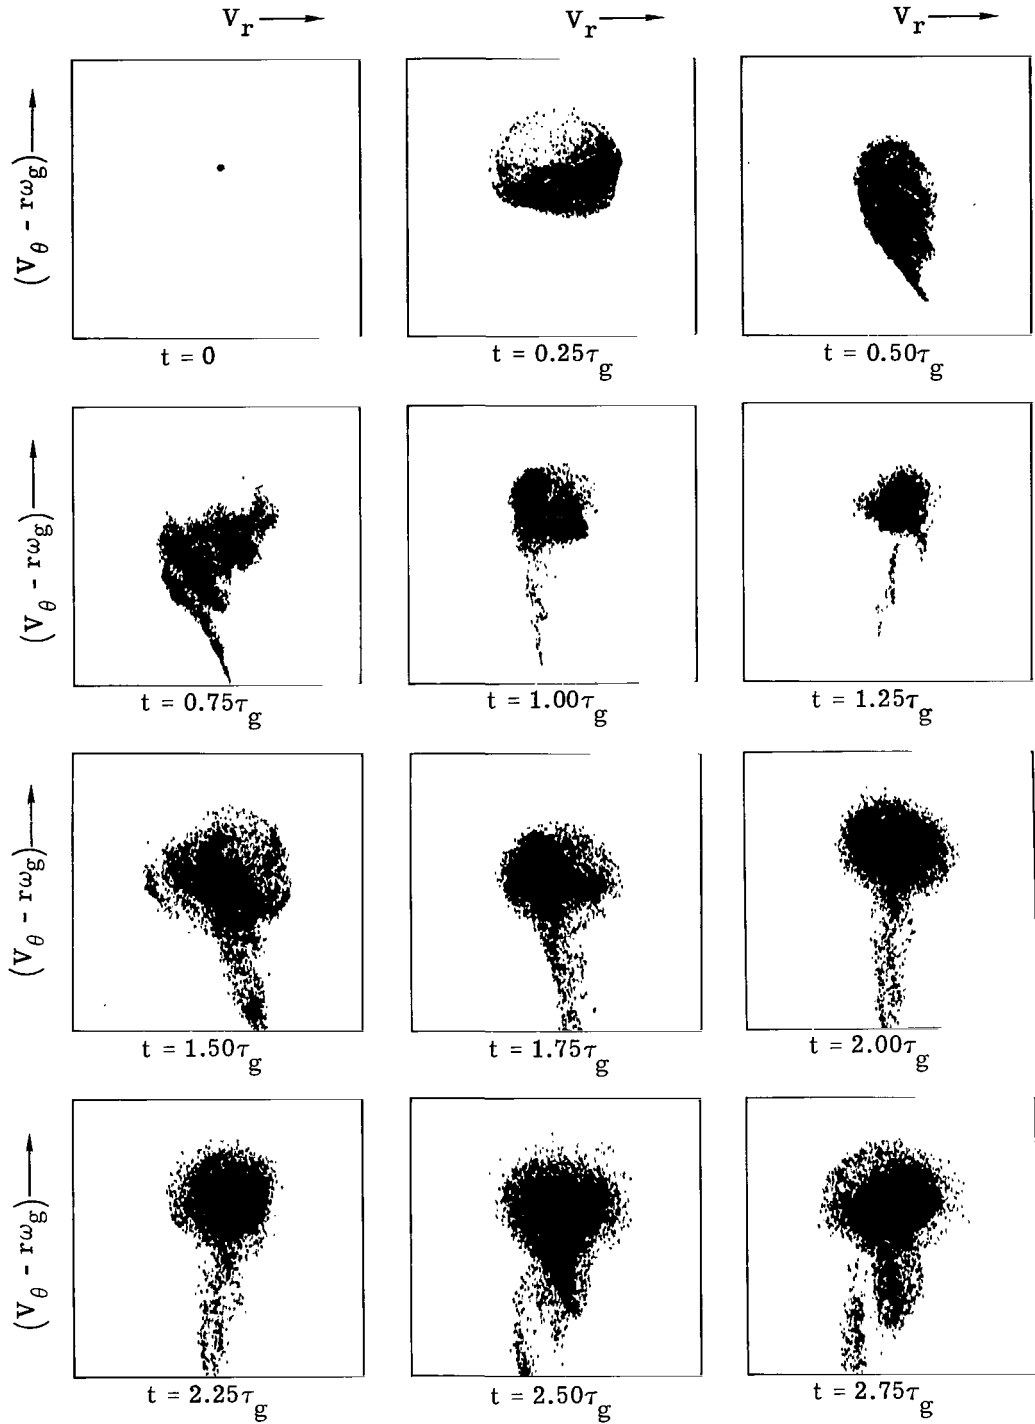 V_r → V_r → V_r →
(V_θ - rω_g) →
t = 0 t = 0.25τ_g t = 0.50τ_g
(V_θ - rω_g) →
t = 0.75τ_g t = 1.00τ_g t = 1.25τ_g
(V_θ - rω_g) →
t = 1.50τ_g t = 1.75τ_g t = 2.00τ_g
(V_θ - rω_g) →
t = 2.25τ_g t = 2.50τ_g t = 2.75τ_g